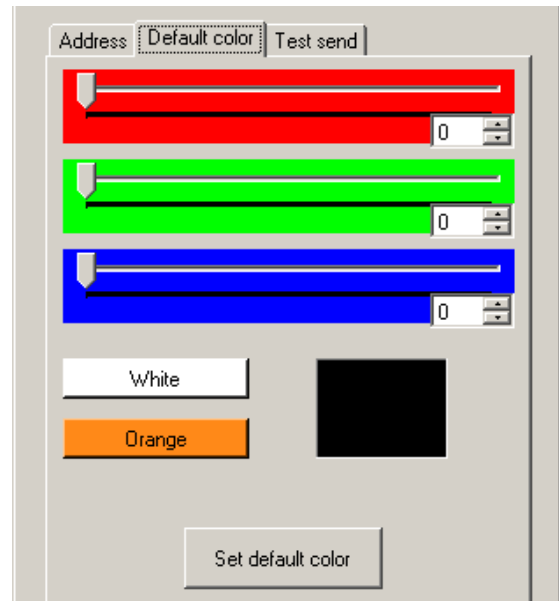 Address Default color Test send
0
0
0
White
Orange
Set default color